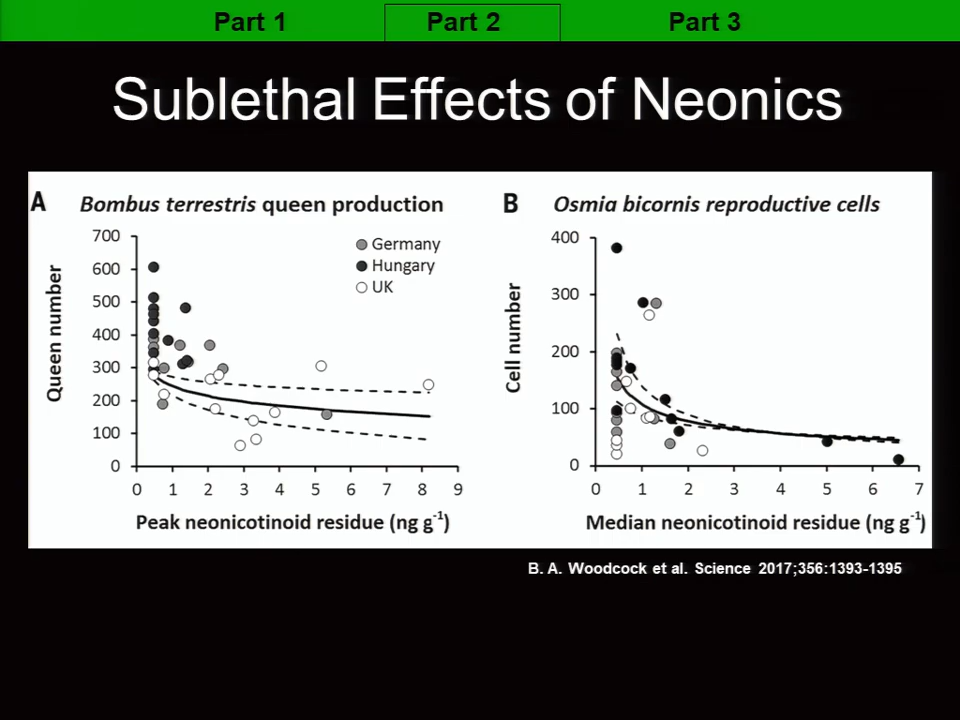 Part 1 Part 2 Part 3
Sublethal Effects of Neonics
A Bombus terrestris queen production
700
600
500
400
300
200
100
0
Queen number
Germany
Hungary
UK
0 1 2 3 4 5 6 7 8 9
Peak neonicotinoid residue (ng g⁻¹)
B Osmia bicornis reproductive cells
400
300
200
100
0
Cell number
0 1 2 3 4 5 6 7
Median neonicotinoid residue (ng g⁻¹)
B. A. Woodcock et al. Science 2017;356:1393-1395